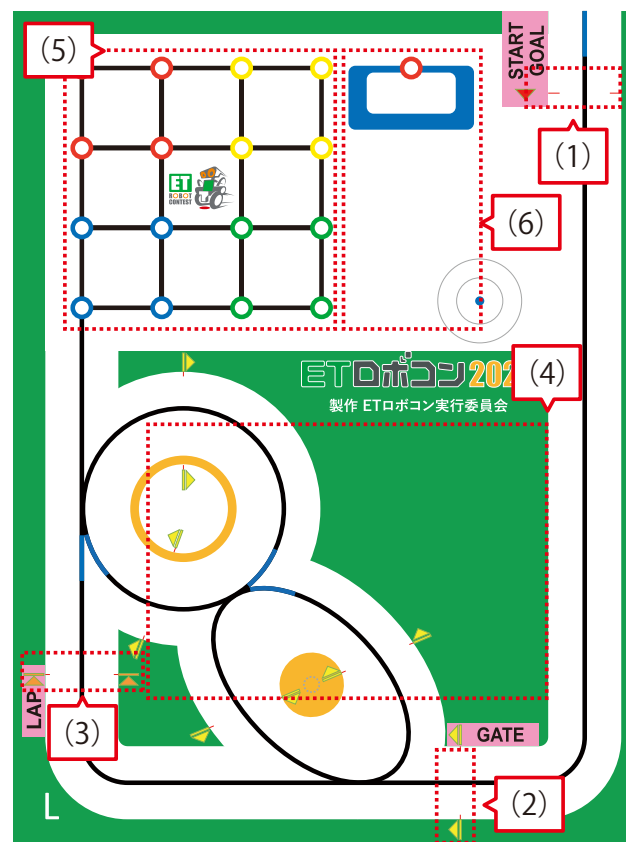 (5)
START
GOAL
(1)
ET
ROBOT
CONTEST
(6)
ETロボコン202
(4)
製作 ETロボコン実行委員会
LAP
(3)
GATE
(2)
L